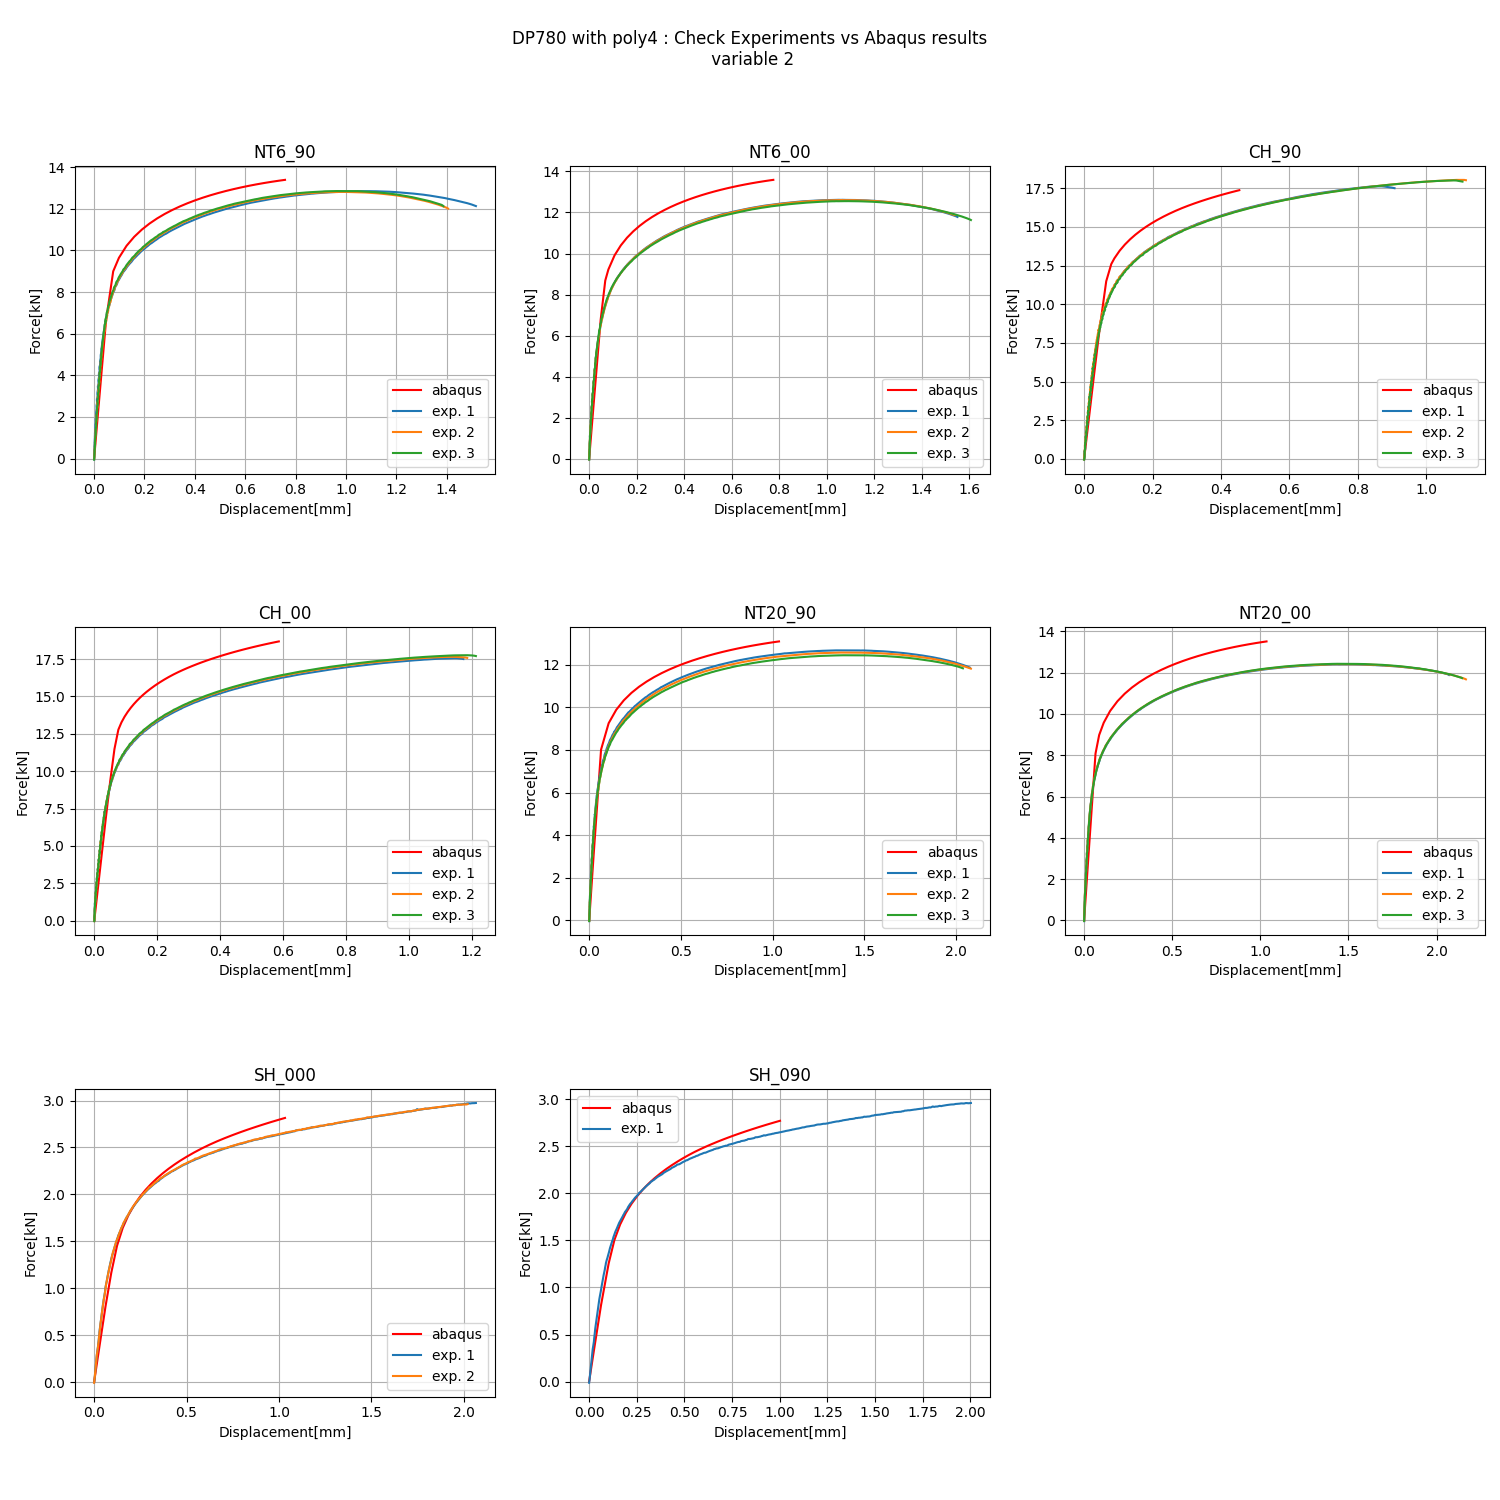 DP780 with poly4 : Check Experiments vs Abaqus results
variable 2
NT6_90
14
12
10
8
6
4
2
0
Force[kN]
0.0 0.2 0.4 0.6 0.8 1.0 1.2 1.4
Displacement[mm]
abaqus
exp. 1
exp. 2
exp. 3
NT6_00
14
12
10
8
6
4
2
0
Force[kN]
0.0 0.2 0.4 0.6 0.8 1.0 1.2 1.4 1.6
Displacement[mm]
abaqus
exp. 1
exp. 2
exp. 3
CH_90
17.5
15.0
12.5
10.0
7.5
5.0
2.5
0.0
Force[kN]
0.0 0.2 0.4 0.6 0.8 1.0
Displacement[mm]
abaqus
exp. 1
exp. 2
exp. 3
CH_00
17.5
15.0
12.5
10.0
7.5
5.0
2.5
0.0
Force[kN]
0.0 0.2 0.4 0.6 0.8 1.0 1.2
Displacement[mm]
abaqus
exp. 1
exp. 2
exp. 3
NT20_90
12
10
8
6
4
2
0
Force[kN]
0.0 0.5 1.0 1.5 2.0
Displacement[mm]
abaqus
exp. 1
exp. 2
exp. 3
NT20_00
14
12
10
8
6
4
2
0
Force[kN]
0.0 0.5 1.0 1.5 2.0
Displacement[mm]
abaqus
exp. 1
exp. 2
exp. 3
SH_000
3.0
2.5
2.0
1.5
1.0
0.5
0.0
Force[kN]
0.0 0.5 1.0 1.5 2.0
Displacement[mm]
abaqus
exp. 1
exp. 2
SH_090
3.0
2.5
2.0
1.5
1.0
0.5
0.0
Force[kN]
0.00 0.25 0.50 0.75 1.00 1.25 1.50 1.75 2.00
Displacement[mm]
abaqus
exp. 1